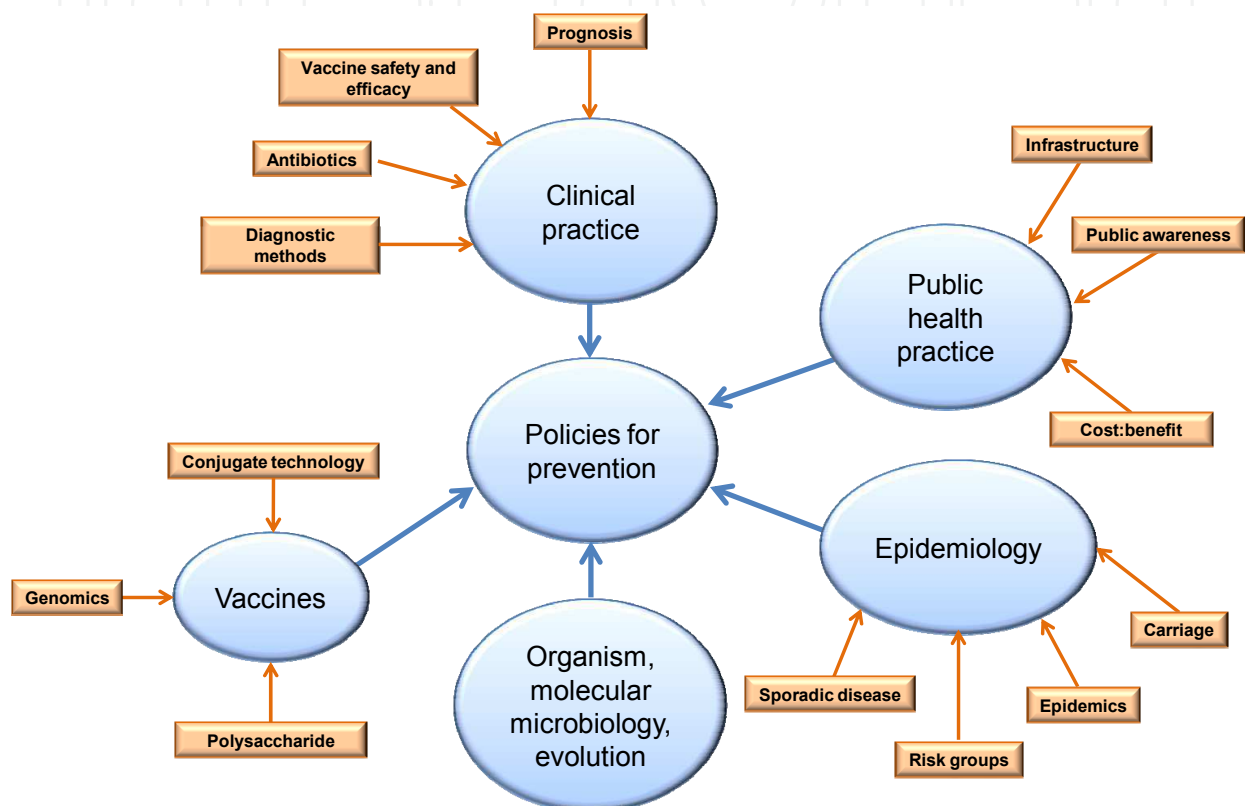 Prognosis
Vaccine safety and
efficacy
Antibiotics
Diagnostic
methods
Clinical
practice
Infrastructure
Public awareness
Public
health
practice
Cost:benefit
Policies for
prevention
Conjugate technology
Genomics
Vaccines
Polysaccharide
Organism,
molecular
microbiology,
evolution
Epidemiology
Carriage
Sporadic disease
Epidemics
Risk groups